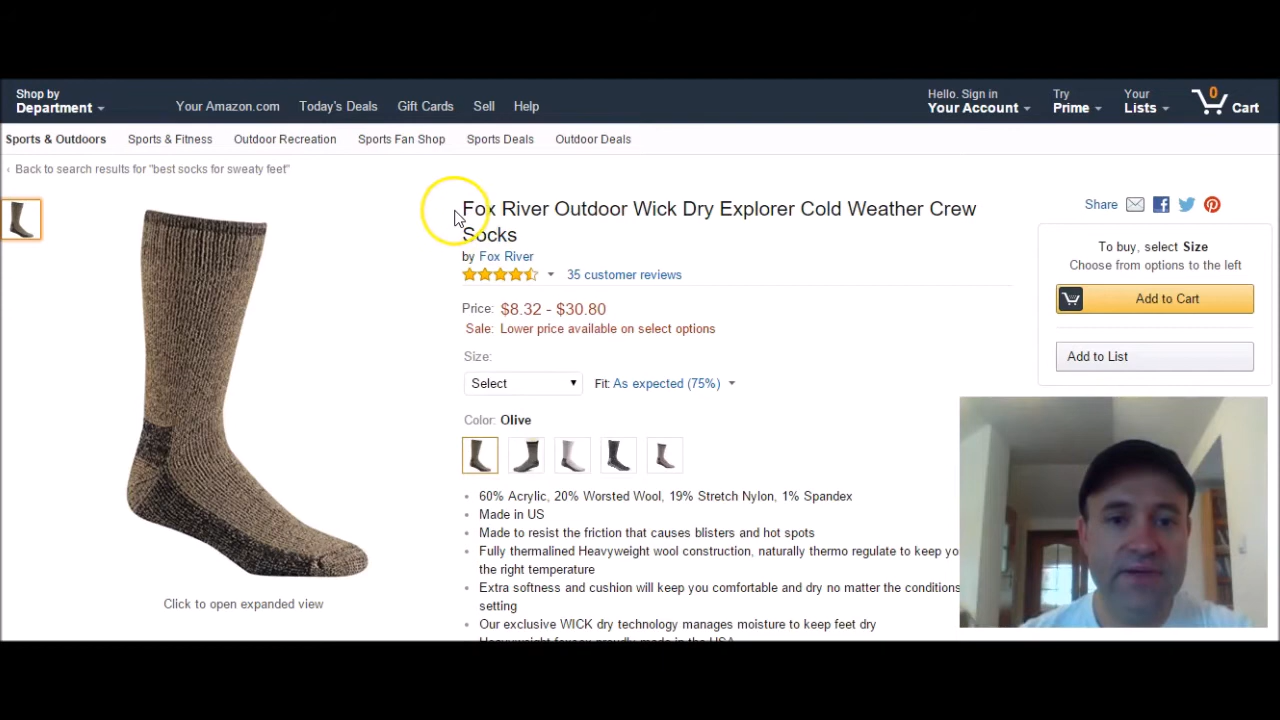 Shop by
Department
Your Amazon.com
Today's Deals
Gift Cards
Sell
Help
Hello. Sign in
Your Account
Try
Prime
Your
Lists
0
Cart
Sports & Outdoors
Sports & Fitness
Outdoor Recreation
Sports Fan Shop
Sports Deals
Outdoor Deals
‹ Back to search results for "best socks for sweaty feet"
Fox River Outdoor Wick Dry Explorer Cold Weather Crew
Socks
by Fox River
35 customer reviews
Price: $8.32 - $30.80
Sale: Lower price available on select options
Size:
Select
Fit: As expected (75%)
Color: Olive
60% Acrylic, 20% Worsted Wool, 19% Stretch Nylon, 1% Spandex
Made in US
Made to resist the friction that causes blisters and hot spots
Fully thermalined Heavyweight wool construction, naturally thermo regulate to keep yo
the right temperature
Extra softness and cushion will keep you comfortable and dry no matter the conditions
setting
Our exclusive WICK dry technology manages moisture to keep feet dry
Click to open expanded view
Share
To buy, select Size
Choose from options to the left
Add to Cart
Add to List